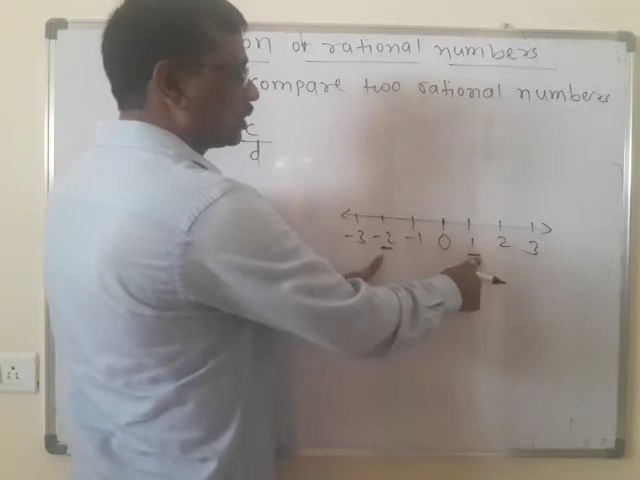 on of rational numbers
compare two rational numbers
c
d
-3 -2 -1 0 1 2 3